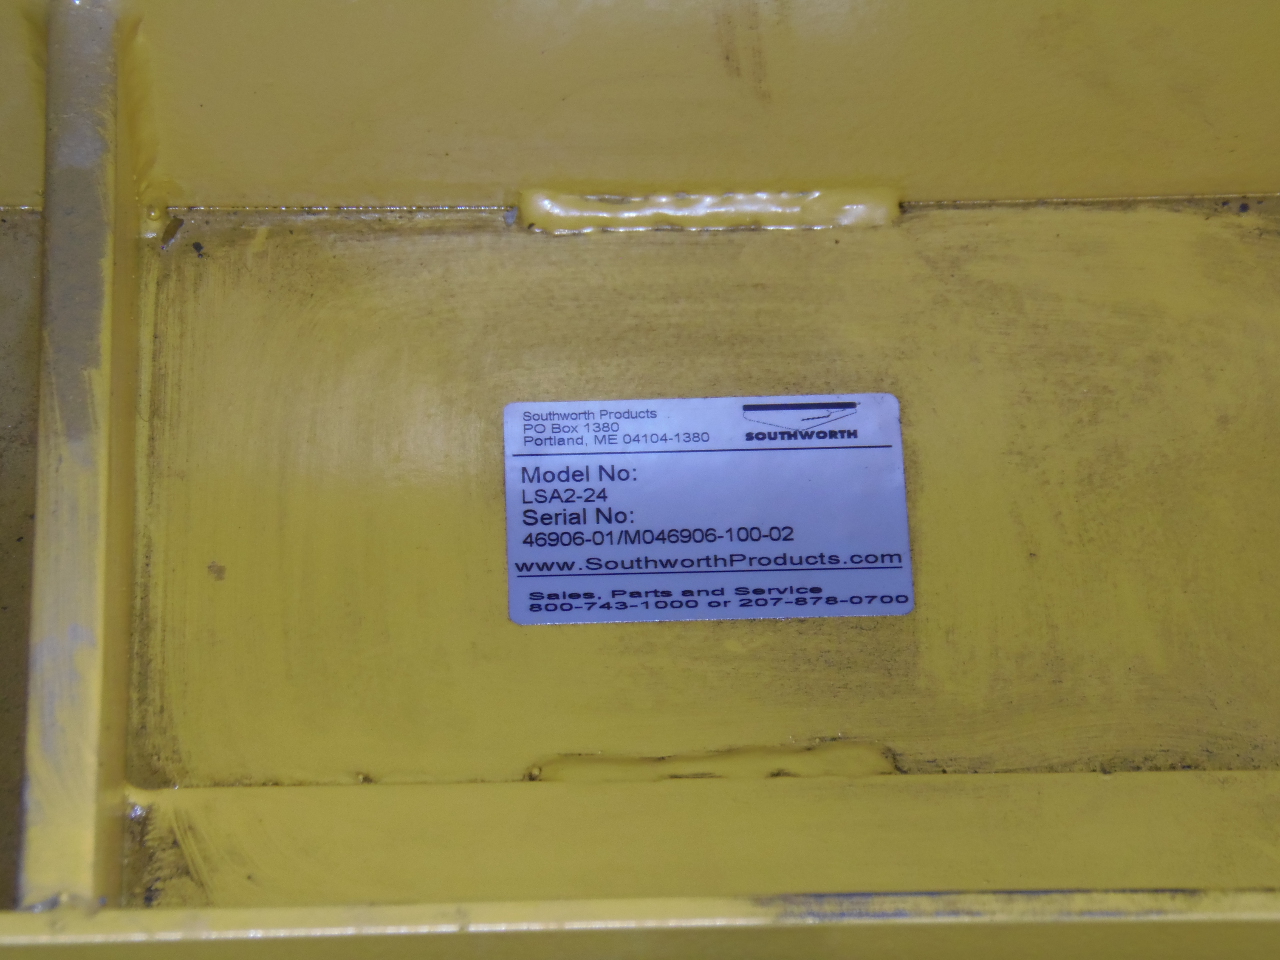 Southworth Products
PO Box 1380
Portland, ME 04104-1380
SOUTHWORTH
Model No:
LSA2-24
Serial No:
46906-01/M046906-100-02
www.SouthworthProducts.com
Sales, Parts and Service
800-743-1000 or 207-878-0700